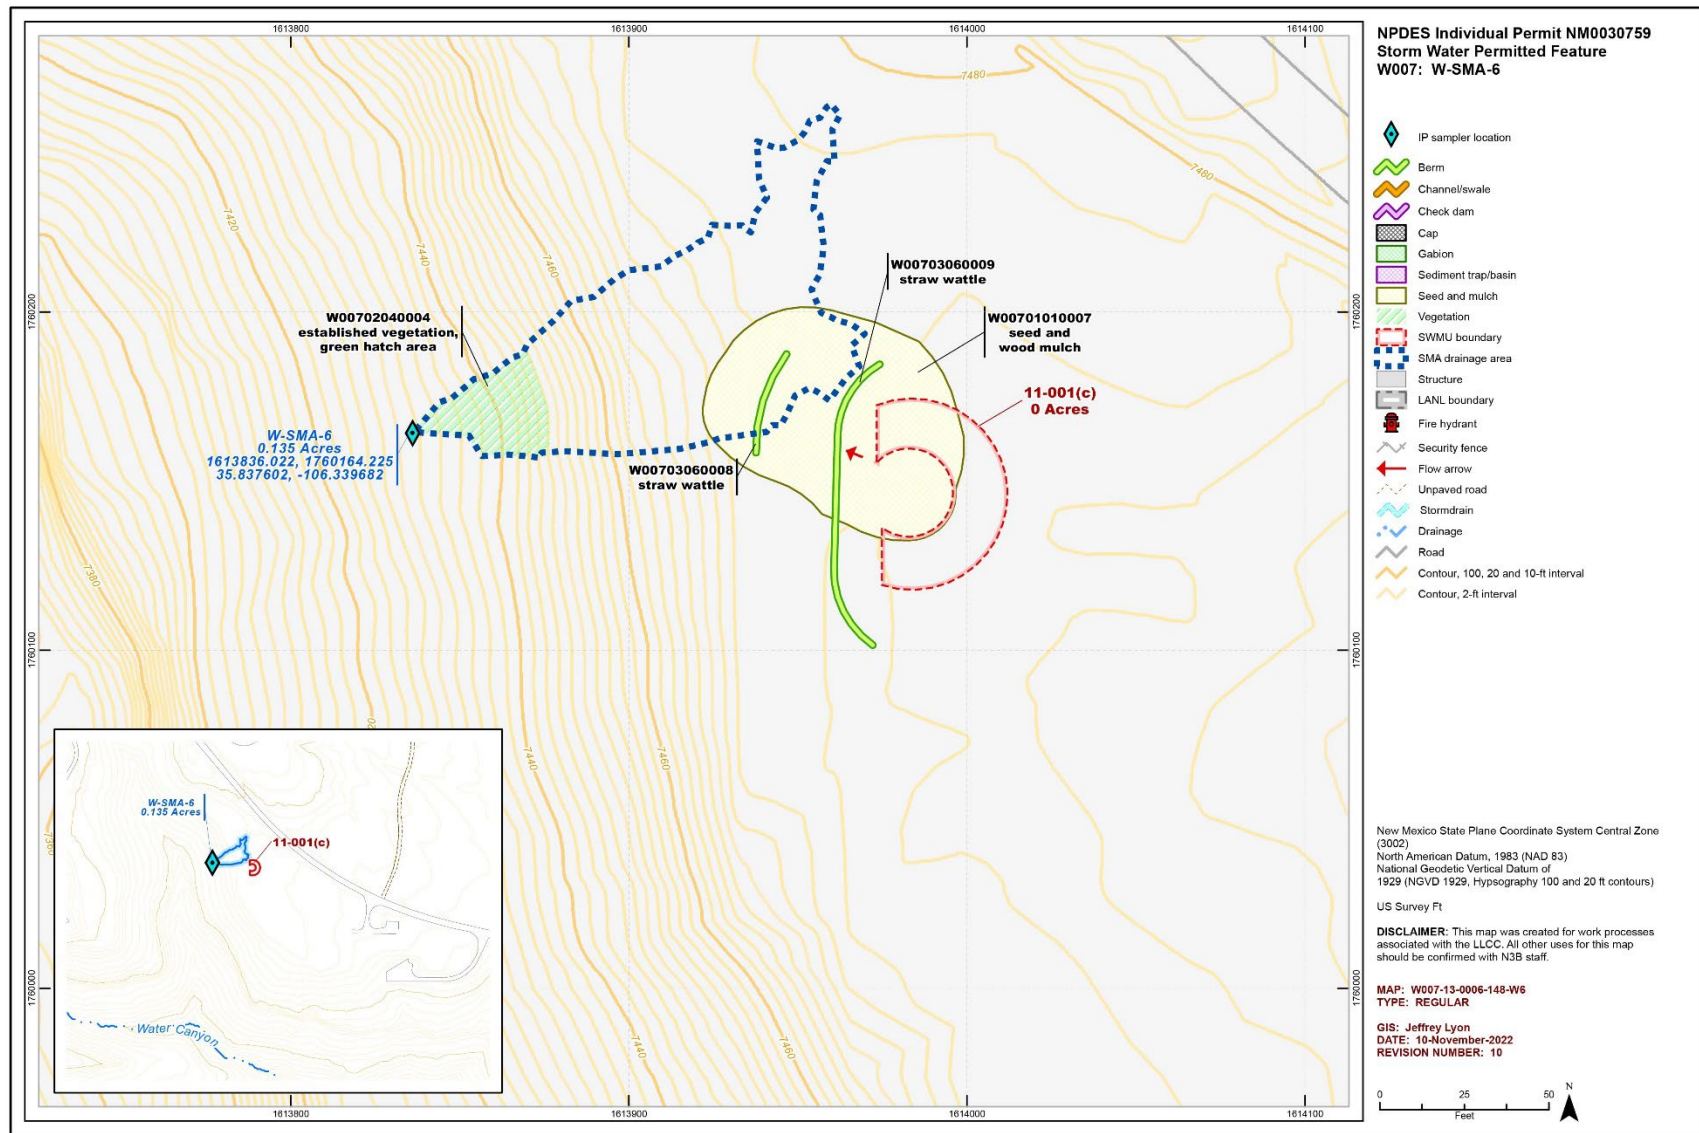 NPDES Individual Permit NM0030759
Storm Water Permitted Feature
W007: W-SMA-6
IP sampler location
Berm
Channel/swale
Check dam
Cap
Gabion
Sediment trap/basin
Seed and mulch
Vegetation
SWMU boundary
SMA drainage area
Structure
LANL boundary
Fire hydrant
Security fence
Flow arrow
Unpaved road
Stormdrain
Drainage
Road
Contour, 100, 20 and 10-ft interval
Contour, 2-ft interval
New Mexico State Plane Coordinate System Central Zone
(3002)
North American Datum, 1983 (NAD 83)
National Geodetic Vertical Datum of
1929 (NGVD 1929, Hypsography 100 and 20 ft contours)
US Survey Ft
DISCLAIMER: This map was created for work processes
associated with the LLCC. All other uses for this map
should be confirmed with N3B staff.
MAP: W007-13-0006-148-W6
TYPE: REGULAR
GIS: Jeffrey Lyon
DATE: 10-November-2022
REVISION NUMBER: 10
0 25 50
Feet
N
1613800 1613900 1614000 1614100
1760200
1760100
1760000
1760200
1760100
1760000
1613800 1613900 1614000 1614100
7480
7480
7420
7440
7460
7380
7440
7460
7440
7460
7360
W00703060009
straw wattle
W00702040004
established vegetation,
green hatch area
W00701010007
seed and
wood mulch
11-001(c)
0 Acres
W-SMA-6
0.135 Acres
1613836.022, 1760164.225
35.837602, -106.339682
W00703060008
straw wattle
W-SMA-6
0.135 Acres
11-001(c)
Water Canyon